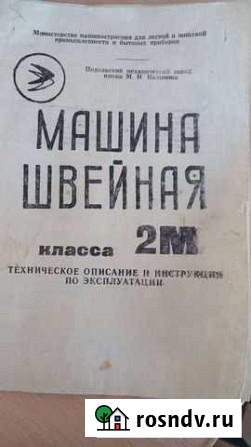 Министерство машиностроения для легкой и пищевой
промышленности и бытовых приборов
Подольский механический завод
имени М. И. Калинина
МАШИНА
ШВЕЙНАЯ
класса 2М
ТЕХНИЧЕСКОЕ ОПИСАНИЕ И ИНСТРУКЦИЯ
ПО ЭКСПЛУАТАЦИИ
rosndv.ru